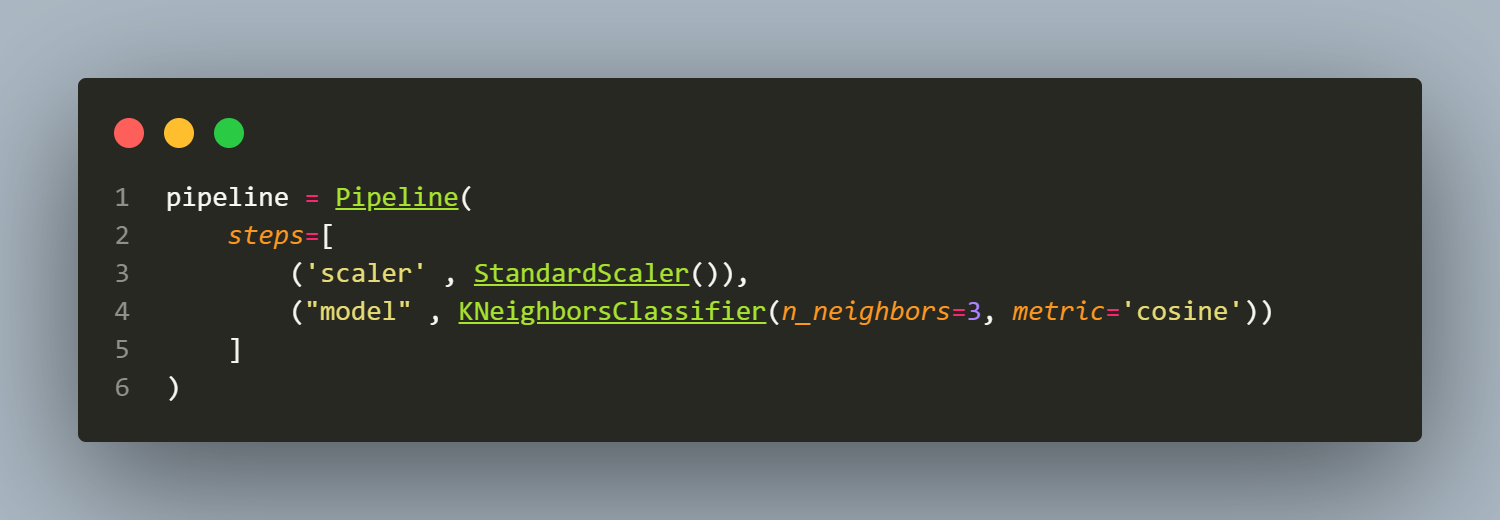 1 pipeline = Pipeline(
2     steps=[
3         ('scaler' , StandardScaler()),
4         ("model" , KNeighborsClassifier(n_neighbors=3, metric='cosine'))
5     ]
6 )